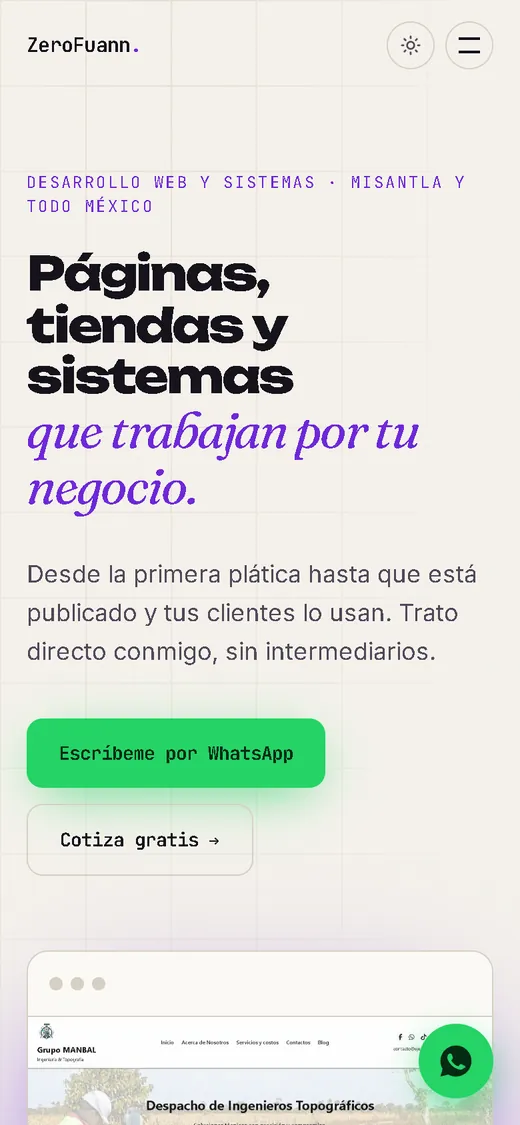 ZeroFuann.
DESARROLLO WEB Y SISTEMAS · MISANTLA Y
TODO MÉXICO
Páginas,
tiendas y
sistemas
que trabajan por tu
negocio.
Desde la primera plática hasta que está
publicado y tus clientes lo usan. Trato
directo conmigo, sin intermediarios.
Escríbeme por WhatsApp
Cotiza gratis →
Grupo MANBAL
Ingeniería de Topografía
Inicio Acerca de Nosotros Servicios y costos Contactos Blog
Despacho de Ingenieros Topográficos